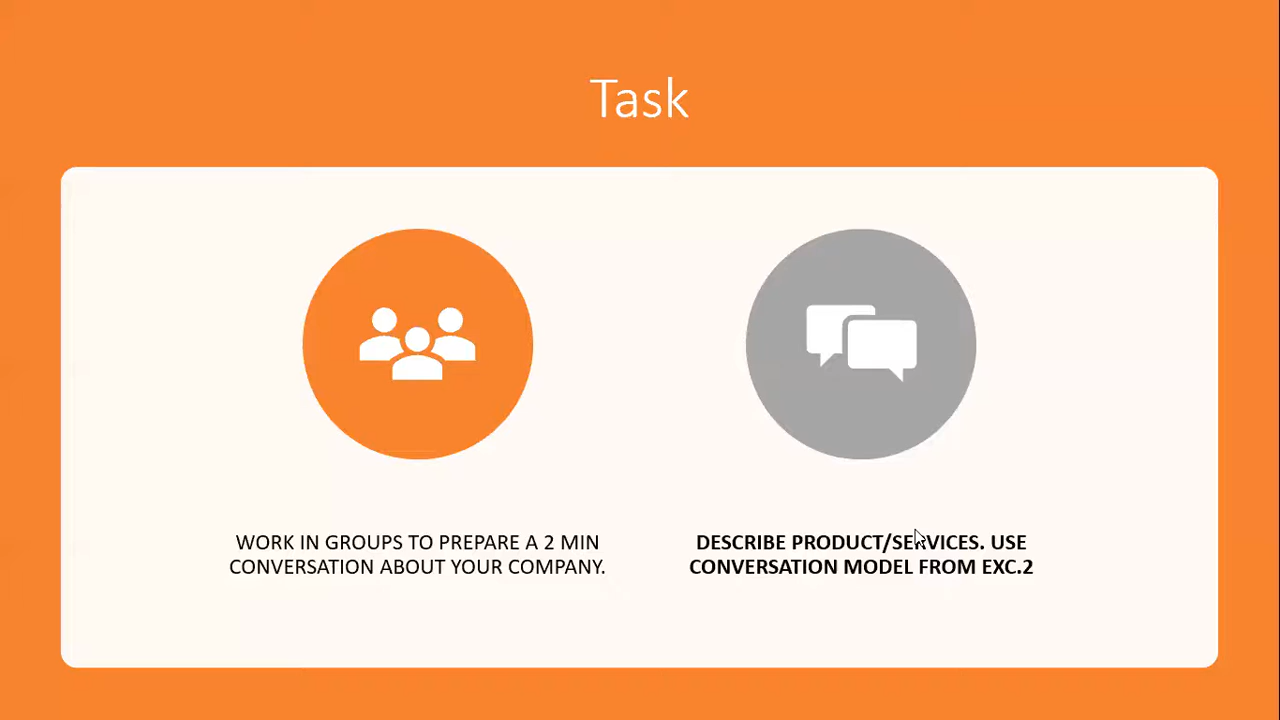 Task
WORK IN GROUPS TO PREPARE A 2 MIN
CONVERSATION ABOUT YOUR COMPANY.
DESCRIBE PRODUCT/SERVICES. USE
CONVERSATION MODEL FROM EXC.2